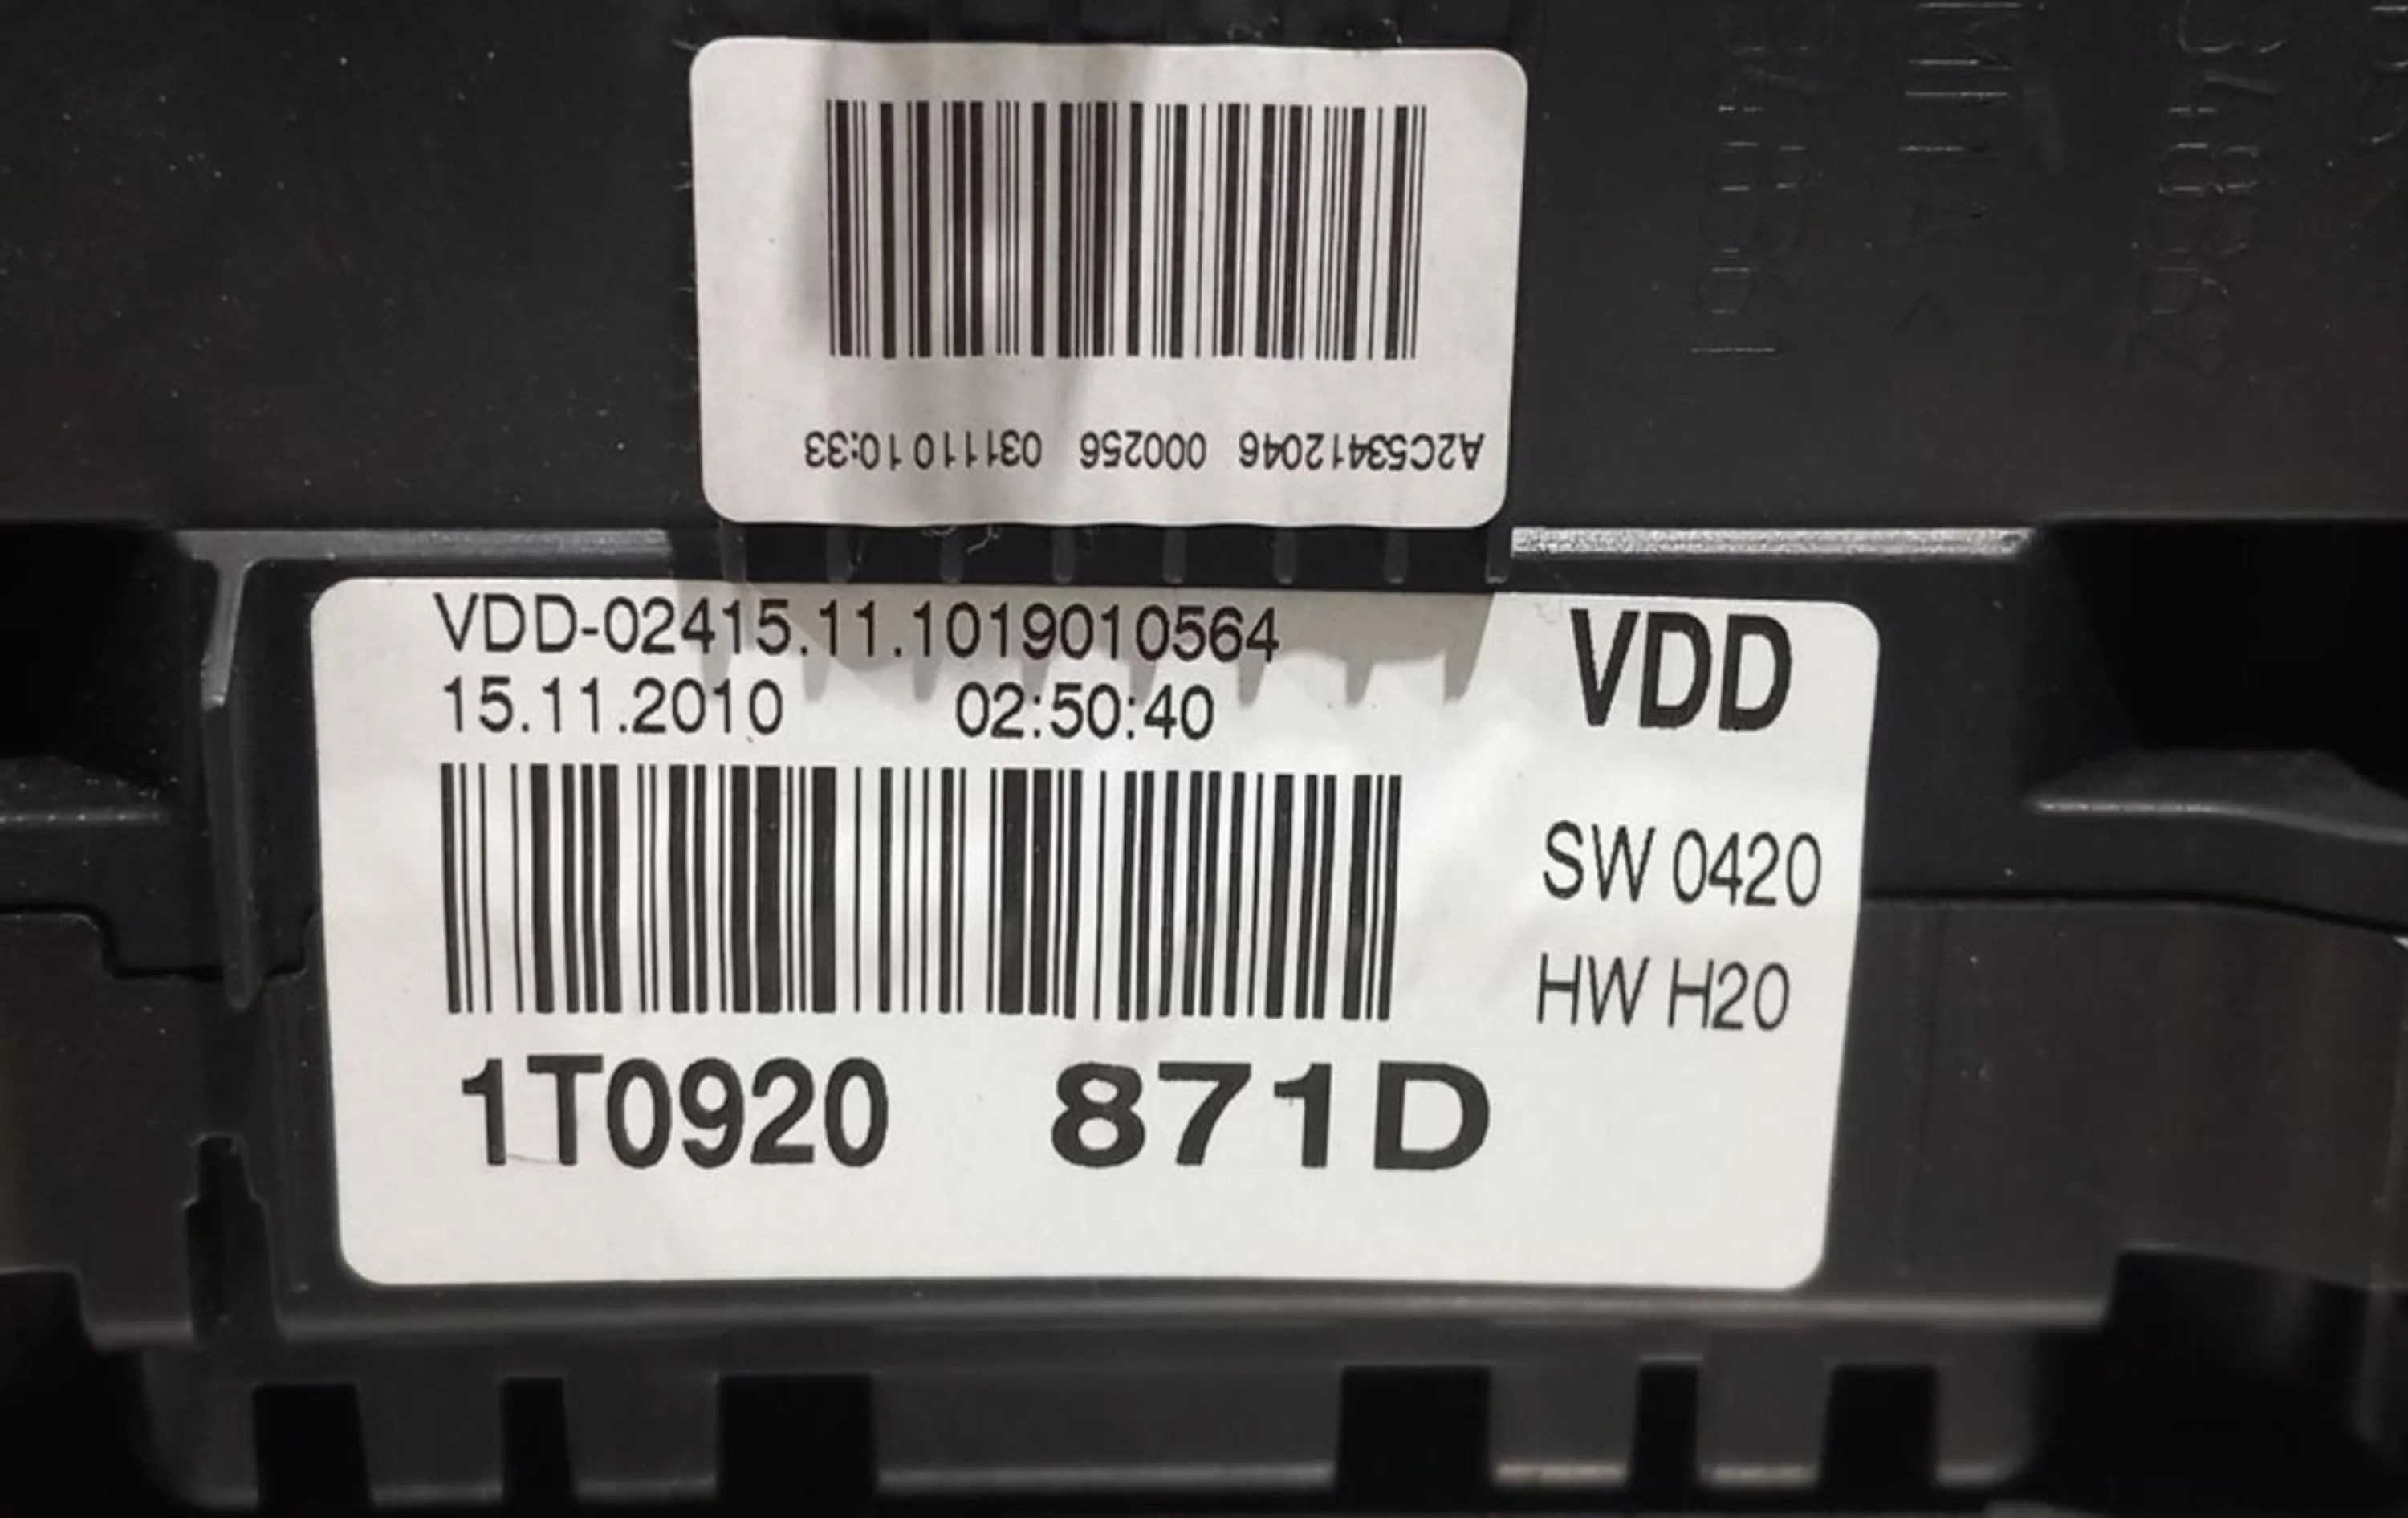 A2C53412046 000256 031110 10:33
VDD-02415.11.1019010564
15.11.2010 02:50:40
VDD
SW 0420
HW H20
1T0920 871D